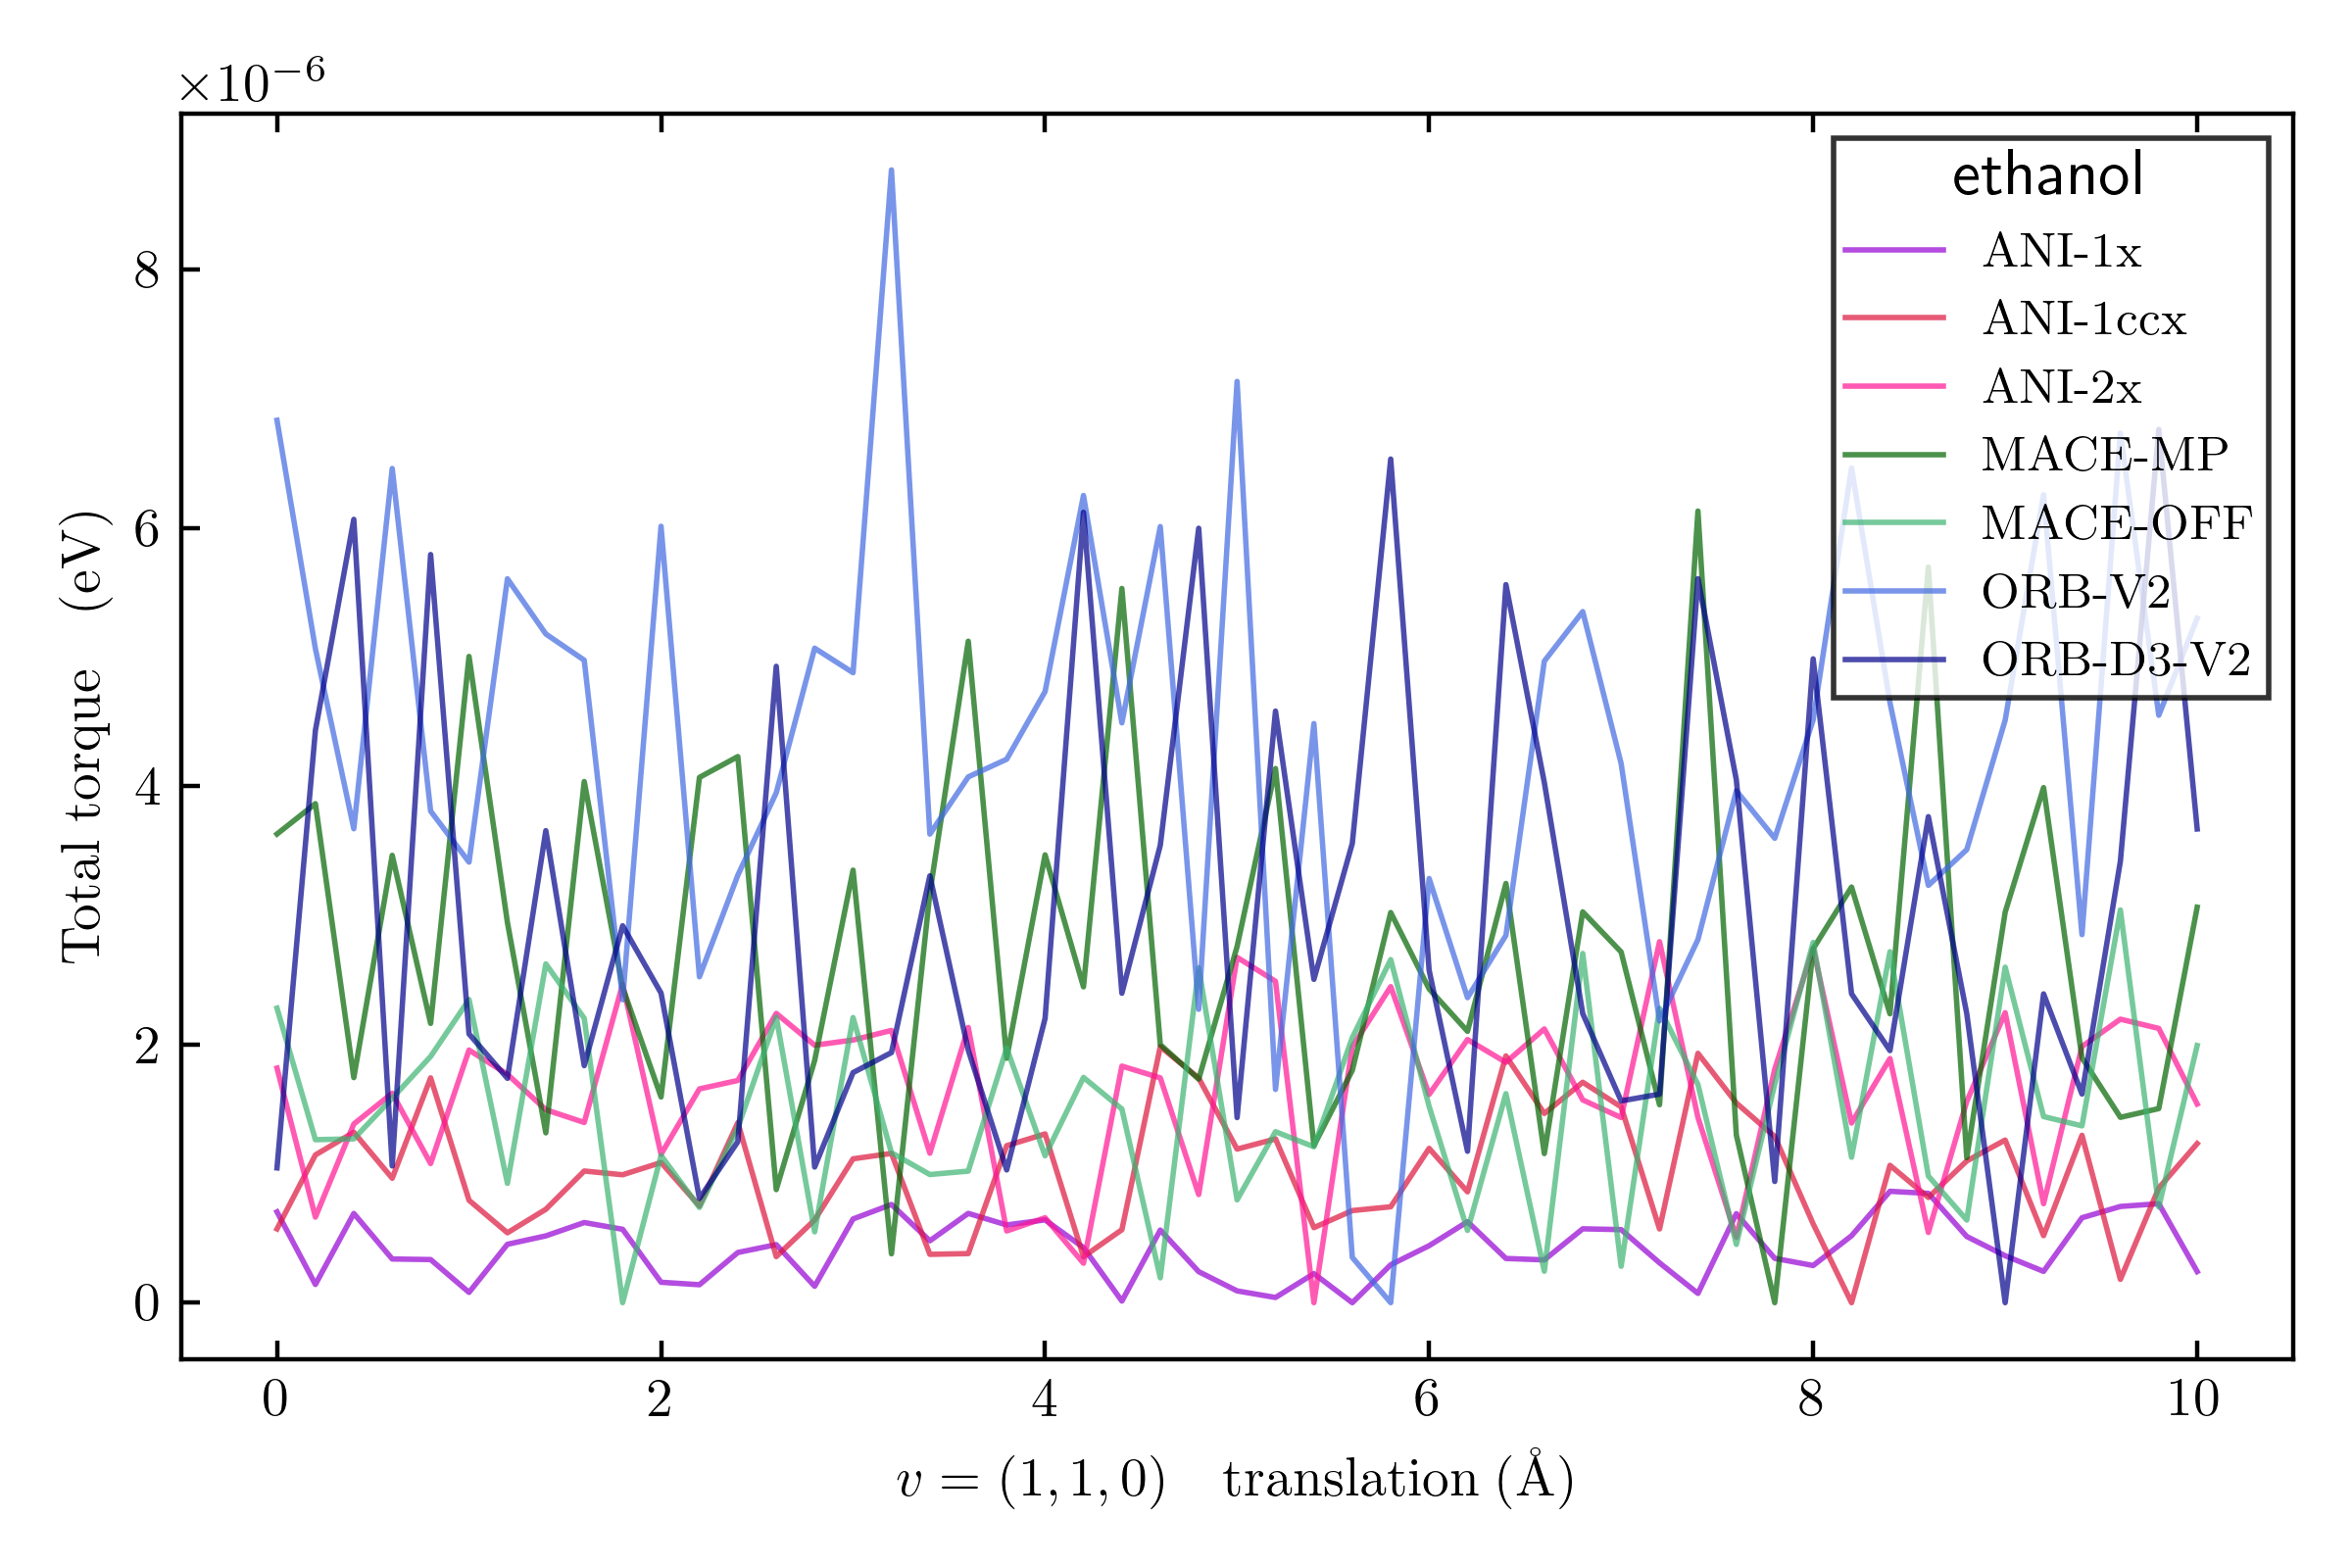 ×10⁻⁶
Total torque (eV)
8
6
4
2
0
0 2 4 6 8 10
v = (1, 1, 0) translation (Å)
ethanol
ANI-1x
ANI-1ccx
ANI-2x
MACE-MP
MACE-OFF
ORB-V2
ORB-D3-V2